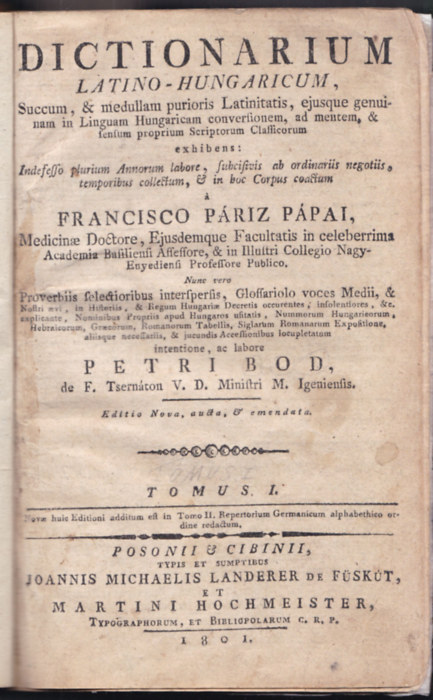 DICTIONARIUM
LATINO-HUNGARICUM,
Succum, & medullam purioris Latinitatis, ejusque genui-
nam in Linguam Hungaricam conversionem, ad mentem, &
sensum proprium Scriptorum Classicorum
exhibens:
Indefesso plurium Annorum labore, subcisivis ab ordinariis negotiis,
temporibus collectum, & in hoc Corpus coactum
à
FRANCISCO PÁRIZ PÁPAI,
Medicinæ Doctore, Ejusdemque Facultatis in celeberrima
Academia Basiliensi Assessore, & in Illustri Collegio Nagy-
Enyediensi Professore Publico.
Nunc vero
Proverbiis selectioribus interspersis, Glossariolo voces Medii, &
Nostri ævi, in Historiis, & Regum Hungariæ Decretis occurentes, insolentiores, &c.
explicante, Nominibus Propriis apud Hungaros usitatis, Nummorum Hungaricorum,
Hebraicorum, Græcorum, Romanorum Tabellis, Siglarum Romanarum Expositione,
aliisque necessariis, & jucundis Accessionibus locupletatum
intentione, ac labore
PETRI BOD,
de F. Tsernáton V. D. Ministri M. Igeniensis.
Editio Nova, aucta, & emendata.
TOMUS I.
Novæ huic Editioni additum est in Tomo II. Repertorium Germanicum alphabethico or-
dine redactum.
POSONII & CIBINII,
TYPIS ET SUMPTIBUS
JOANNIS MICHAELIS LANDERER DE FÜSKÚT,
ET
MARTINI HOCHMEISTER,
TYPOGRAPHORUM, ET BIBLIOPOLARUM C. R. P.
1801.